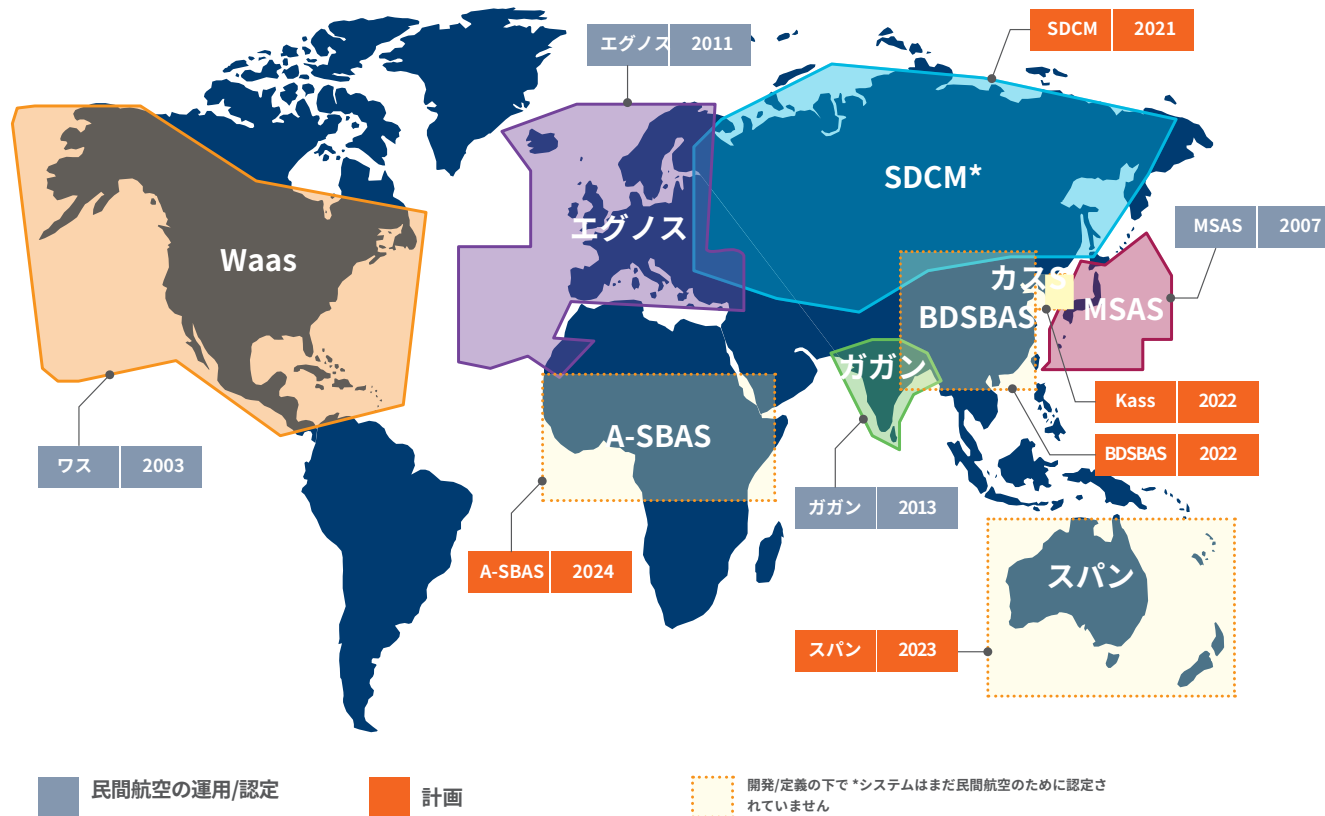 エグノス 2011
SDCM 2021
SDCM*
MSAS 2007
エグノス
Waas
カスS
BDSBAS
MSAS
ガガン
Kass 2022
A-SBAS
BDSBAS 2022
ワス 2003
ガガン 2013
A-SBAS 2024
スパン
スパン 2023
民間航空の運用/認定
計画
開発/定義の下で *システムはまだ民間航空のために認定さ
れていません